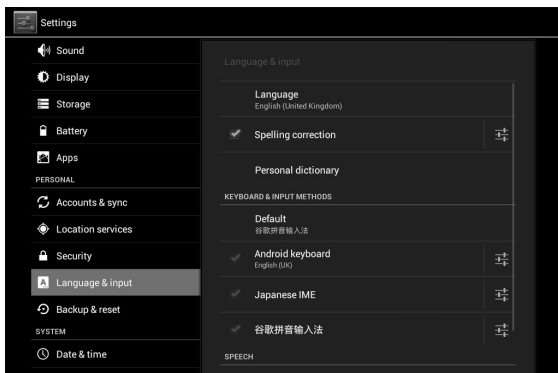 Settings
Sound
Display
Storage
Battery
Apps
PERSONAL
Accounts & sync
Location services
Security
Language & input
Backup & reset
SYSTEM
Date & time
Language & input
Language
English (United Kingdom)
Spelling correction
Personal dictionary
KEYBOARD & INPUT METHODS
Default
谷歌拼音输入法
Android keyboard
English (UK)
Japanese IME
谷歌拼音输入法
SPEECH